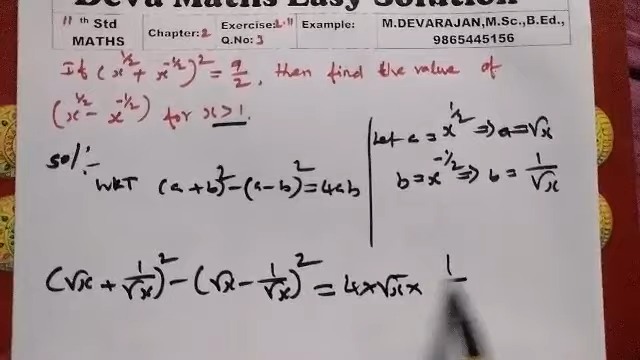 Deva Maths Easy Solution
11th Std MATHS
Chapter: 2
Exercise: 2.11
Q.No: 3
Example:
M.DEVARAJAN,M.Sc.,B.Ed.,
9865445156
If (x^{1/2} + x^{-1/2})^2 = 9/2, then find the value of
(x^{1/2} - x^{-1/2}) for x > 1.
Sol:-
WKT (a+b)^2 - (a-b)^2 = 4ab
Let a = x^{1/2} ⇒ a = √x
b = x^{-1/2} ⇒ b = 1/√x
(√x + 1/√x)^2 - (√x - 1/√x)^2 = 4×√x× 1